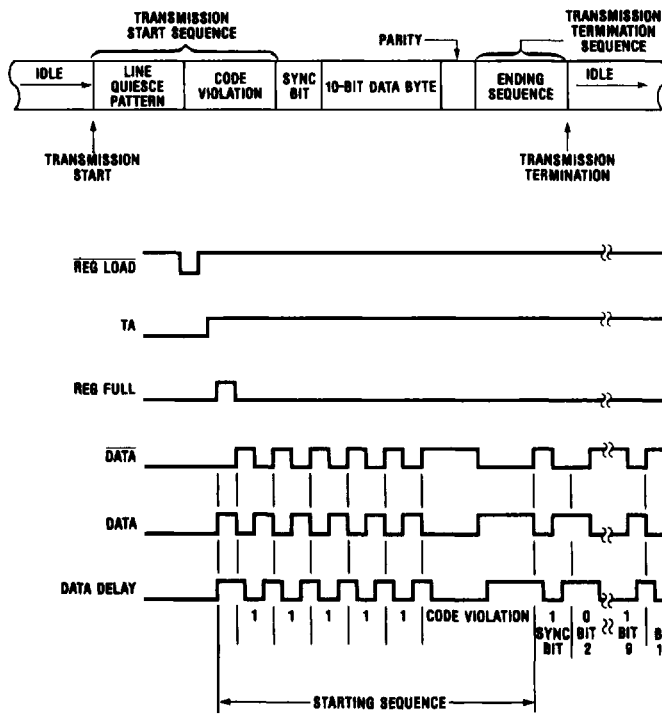 TRANSMISSION
START SEQUENCE
TRANSMISSION
TERMINATION
SEQUENCE
PARITY
IDLE
LINE
QUIESCE
PATTERN
CODE
VIOLATION
SYNC
BIT
10-BIT DATA BYTE
ENDING
SEQUENCE
IDLE
TRANSMISSION
START
TRANSMISSION
TERMINATION
REG LOAD
TA
REG FULL
DATA
DATA
DATA DELAY
1 1 1 1 1 CODE VIOLATION 1 0 1
SYNC BIT BIT B
BIT 2 9 1
STARTING SEQUENCE